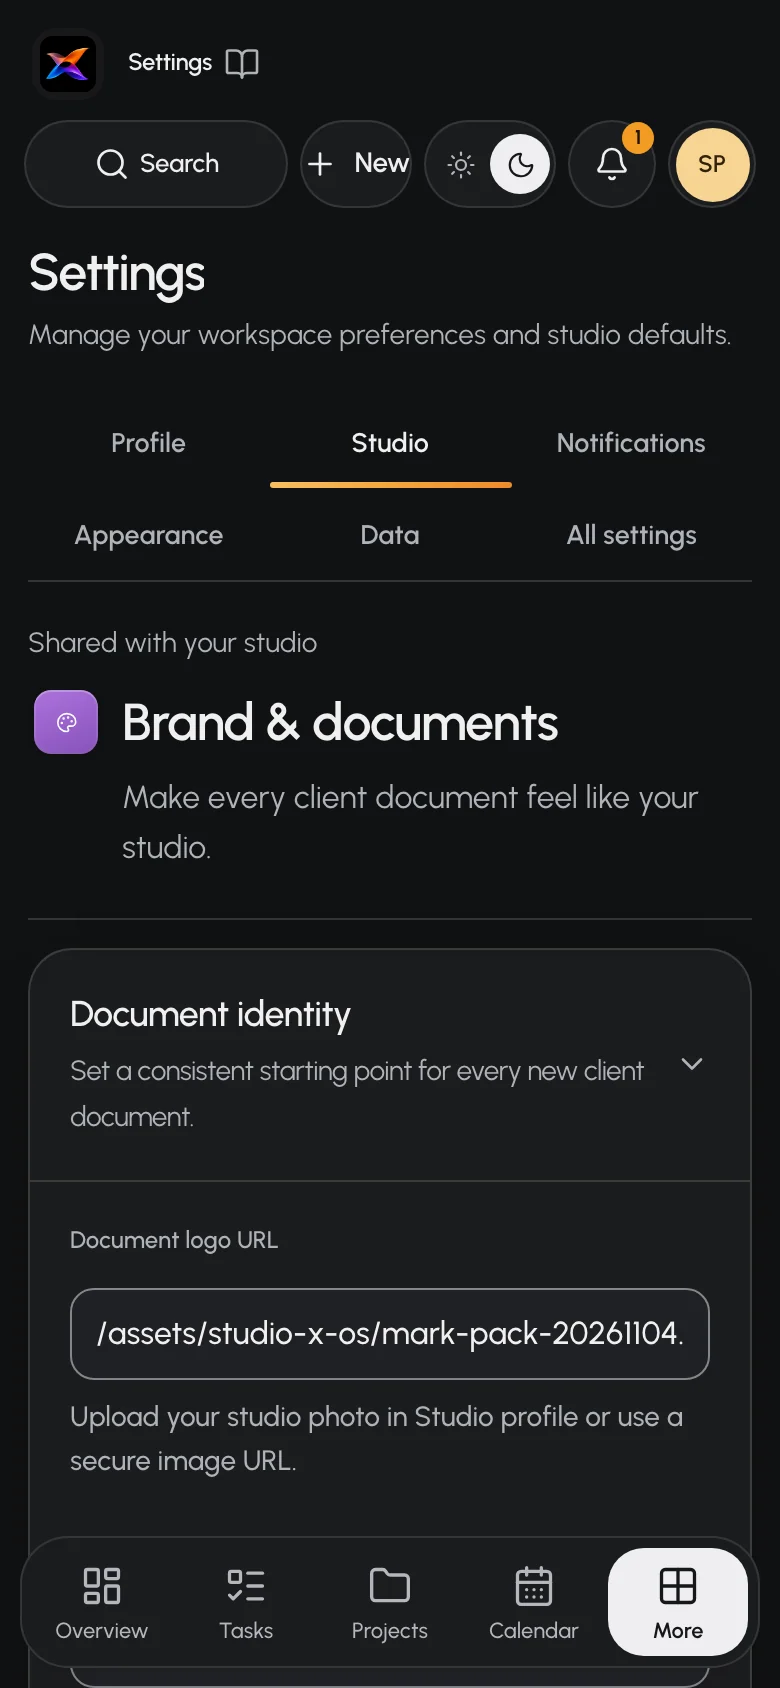 Settings
Search
New
1
SP
Settings
Manage your workspace preferences and studio defaults.
Profile
Studio
Notifications
Appearance
Data
All settings
Shared with your studio
Brand & documents
Make every client document feel like your
studio.
Document identity
Set a consistent starting point for every new client
document.
Document logo URL
/assets/studio-x-os/mark-pack-20261104.
Upload your studio photo in Studio profile or use a
secure image URL.
Overview
Tasks
Projects
Calendar
More